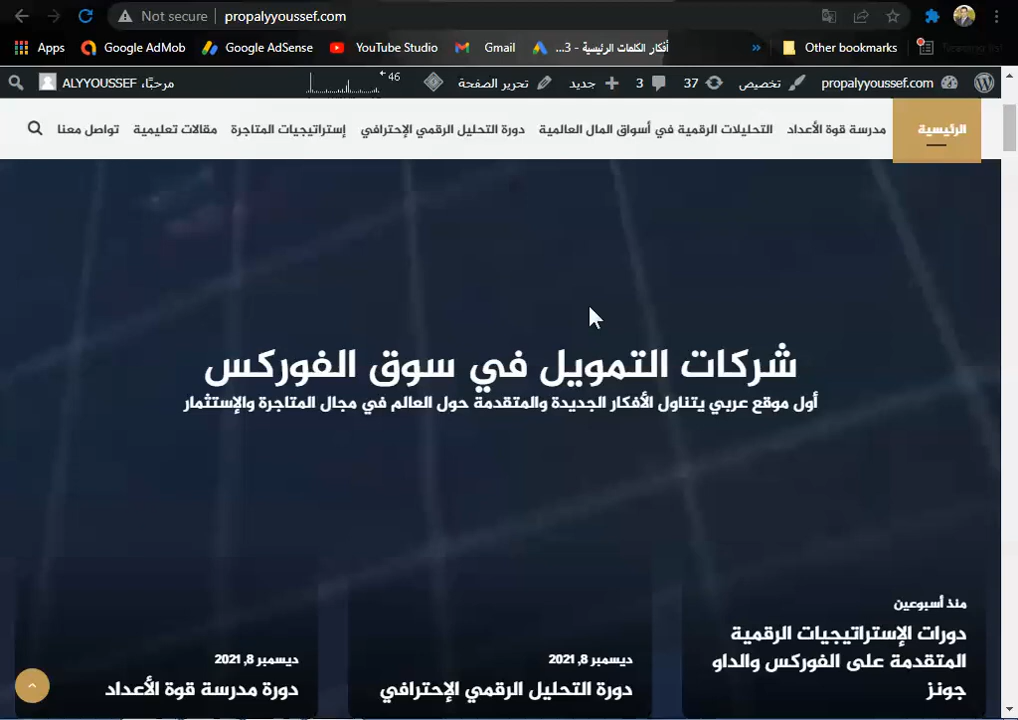 Not secure
propalyyoussef.com
Apps
Google AdMob
Google AdSense
YouTube Studio
Gmail
أفكار الكلمات الرئيسية - 3...
»
Other bookmarks
propalyyoussef.com
تخصيص
37
3
جديد
تحرير الصفحة
46
مرحبًا، ALYYOUSSEF
الرئيسية
مدرسة قوة الأعداد
التحليلات الرقمية في أسواق المال العالمية
دورة التحليل الرقمي الإحترافي
إستراتيجيات المتاجرة
مقالات تعليمية
تواصل معنا
شركات التمويل في سوق الفوركس
أول موقع عربي يتناول الأفكار الجديدة والمتقدمة حول العالم في مجال المتاجرة والإستثمار
منذ أسبوعين
دورات الإستراتيجيات الرقمية
المتقدمة على الفوركس والداو
جونز
ديسمبر 8, 2021
دورة التحليل الرقمي الإحترافي
ديسمبر 8, 2021
دورة مدرسة قوة الأعداد